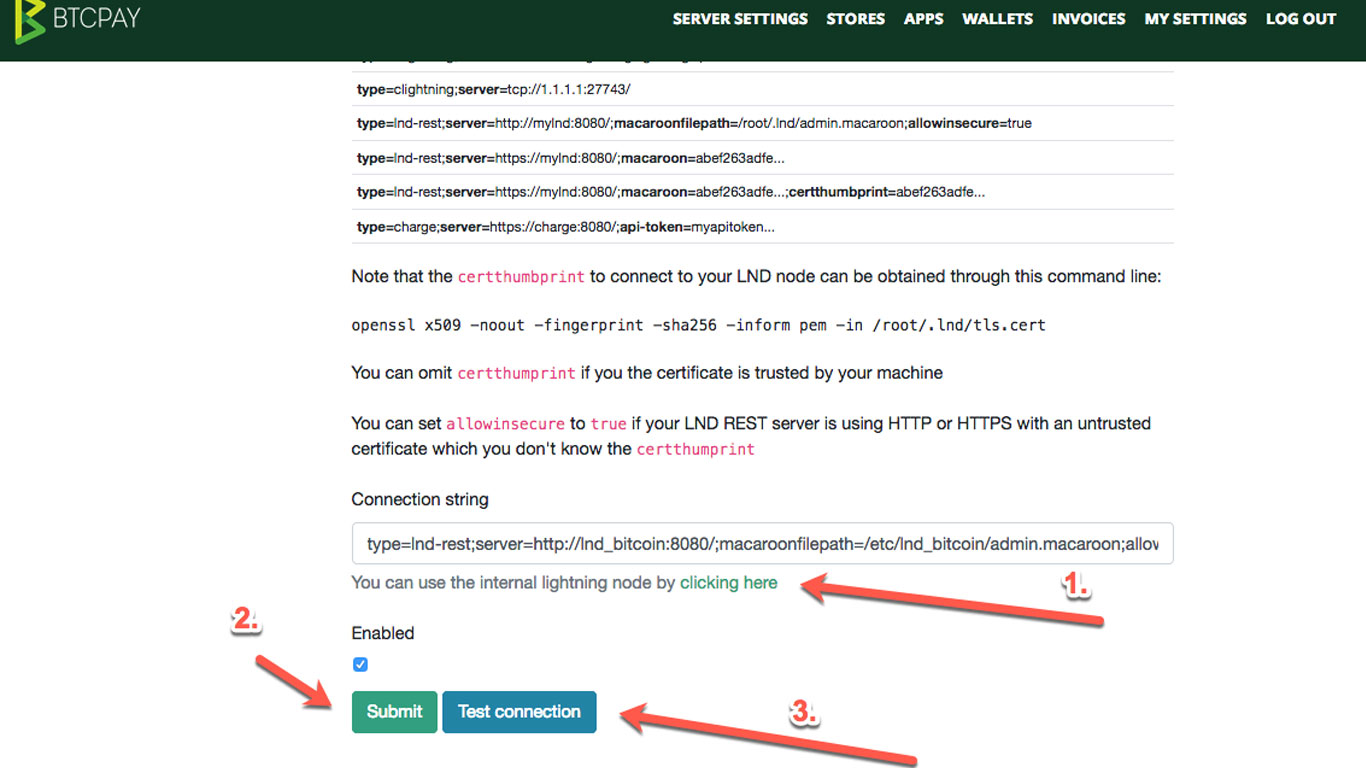 BTCPAY
SERVER SETTINGS STORES APPS WALLETS INVOICES MY SETTINGS LOG OUT
type=clightning;server=tcp://1.1.1.1:27743/
type=lnd-rest;server=http://mylnd:8080/;macaroonfilepath=/root/.lnd/admin.macaroon;allowinsecure=true
type=lnd-rest;server=https://mylnd:8080/;macaroon=abef263adfe...
type=lnd-rest;server=https://mylnd:8080/;macaroon=abef263adfe...;certthumbprint=abef263adfe...
type=charge;server=https://charge:8080/;api-token=myapitoken...
Note that the certthumbprint to connect to your LND node can be obtained through this command line:
openssl x509 -noout -fingerprint -sha256 -inform pem -in /root/.lnd/tls.cert
You can omit certthumprint if you the certificate is trusted by your machine
You can set allowinsecure to true if your LND REST server is using HTTP or HTTPS with an untrusted
certificate which you don't know the certthumprint
Connection string
type=lnd-rest;server=http://lnd_bitcoin:8080/;macaroonfilepath=/etc/lnd_bitcoin/admin.macaroon;allov
You can use the internal lightning node by clicking here
1.
2.
Enabled
Submit Test connection
3.